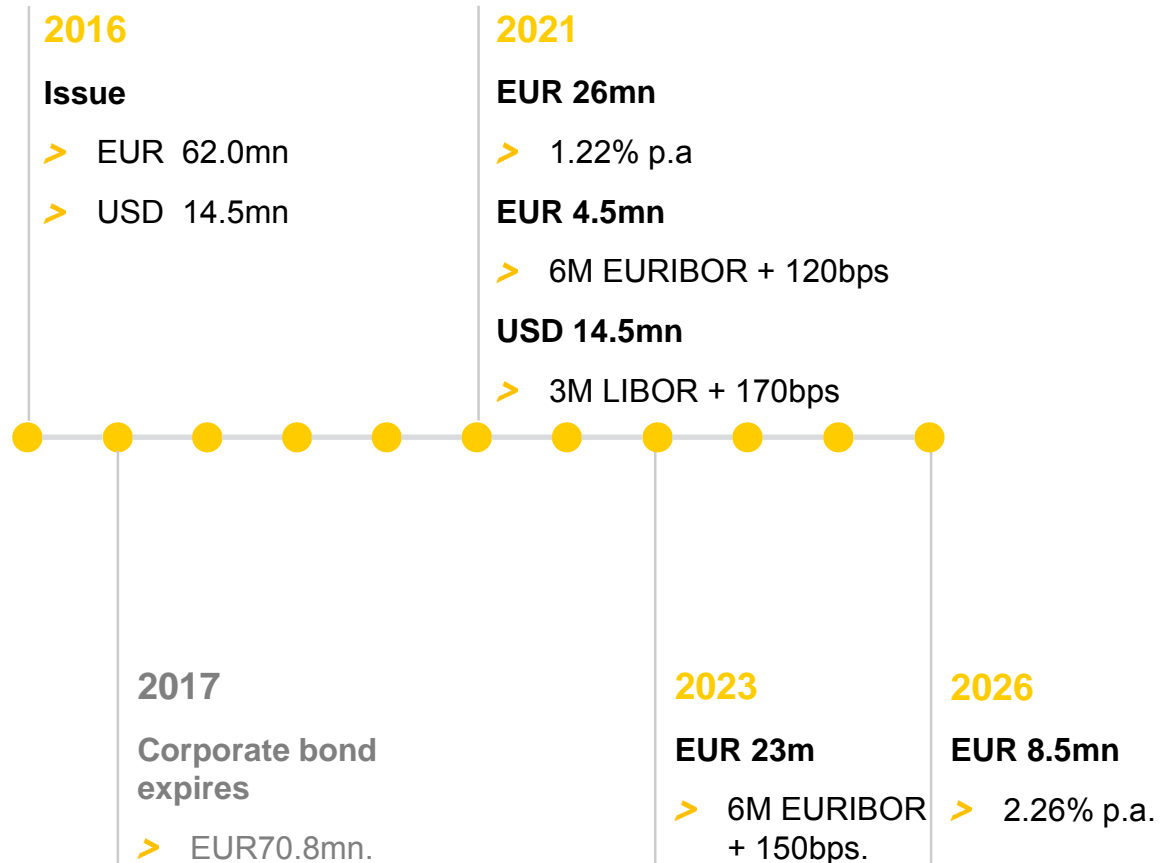 2016
Issue
> EUR 62.0mn
> USD 14.5mn
2021
EUR 26mn
> 1.22% p.a
EUR 4.5mn
> 6M EURIBOR + 120bps
USD 14.5mn
> 3M LIBOR + 170bps
2017
Corporate bond
expires
> EUR70.8mn.
2023
EUR 23m
> 6M EURIBOR
+ 150bps.
2026
EUR 8.5mn
> 2.26% p.a.